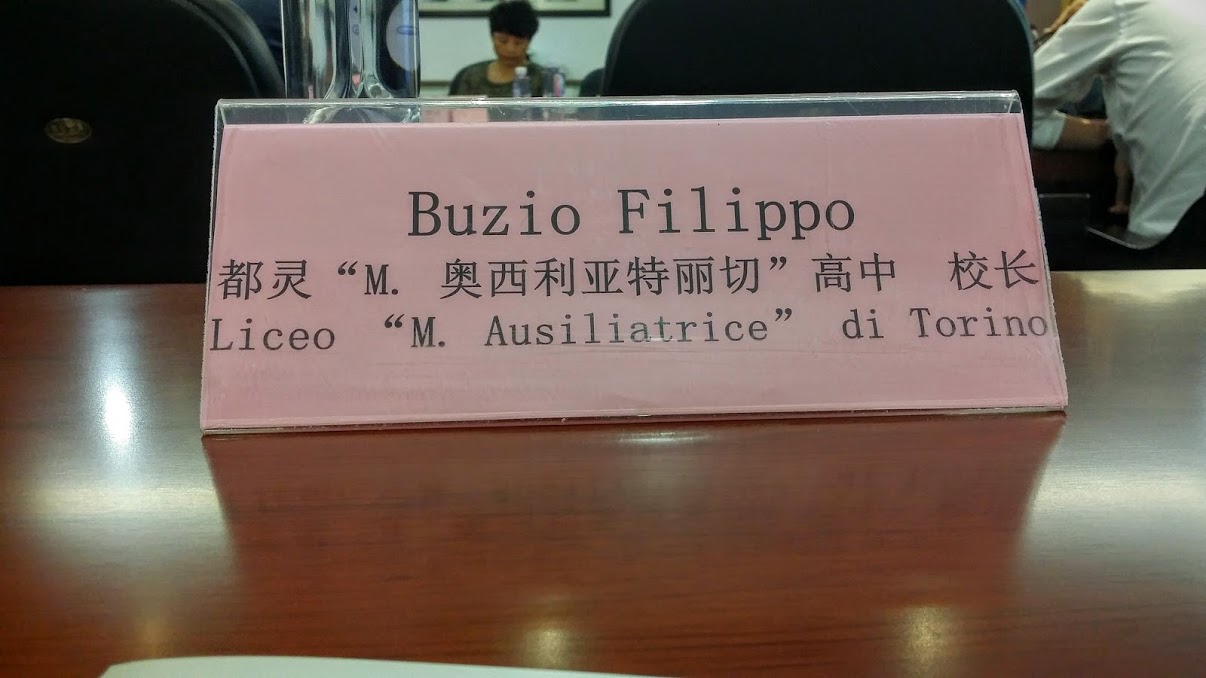 Buzio Filippo
都灵“M. 奥西利亚特丽切”高中 校长
Liceo “M. Ausiliatrice” di Torino